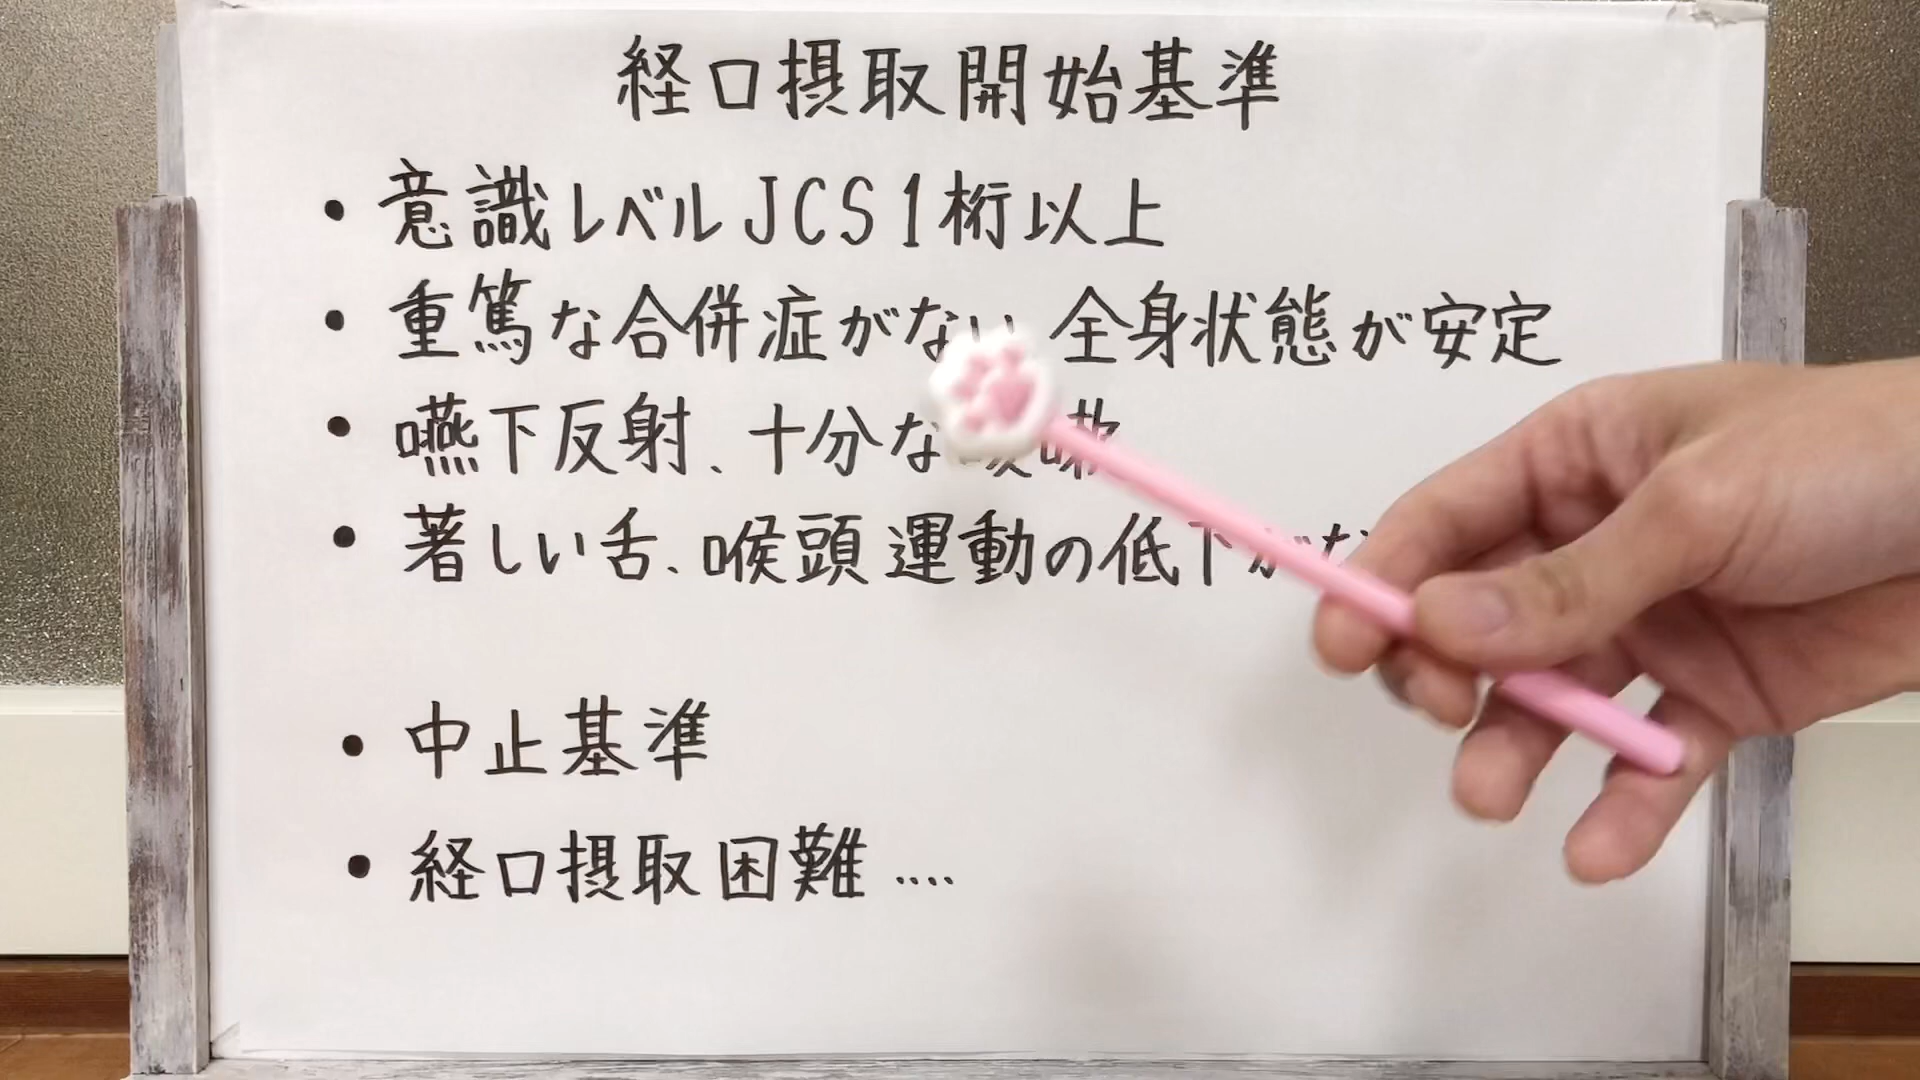 経口摂取開始基準
・意識レベルJCS1桁以上
・重篤な合併症がない 全身状態が安定
・嚥下反射、十分な
・著しい舌、喉頭運動の低下がな
・中止基準
・経口摂取困難 ....